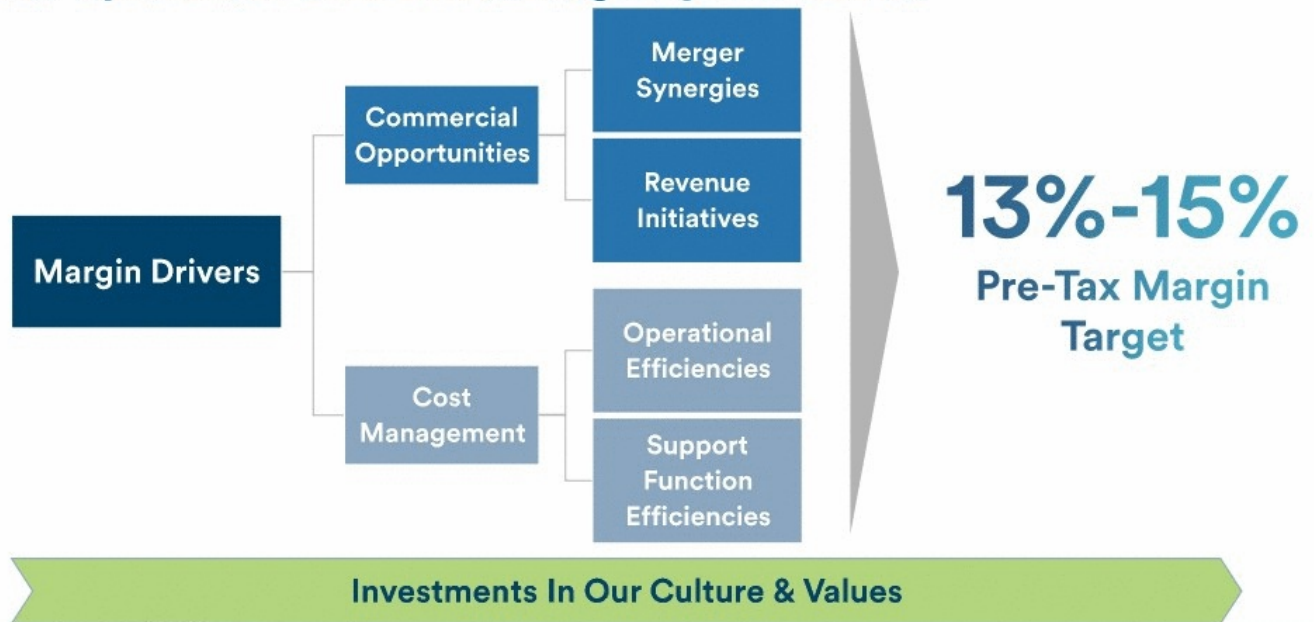 Margin Drivers
Commercial
Opportunities
Cost
Management
Merger
Synergies
Revenue
Initiatives
Operational
Efficiencies
Support
Function
Efficiencies
13%-15%
Pre-Tax Margin
Target
Investments In Our Culture & Values